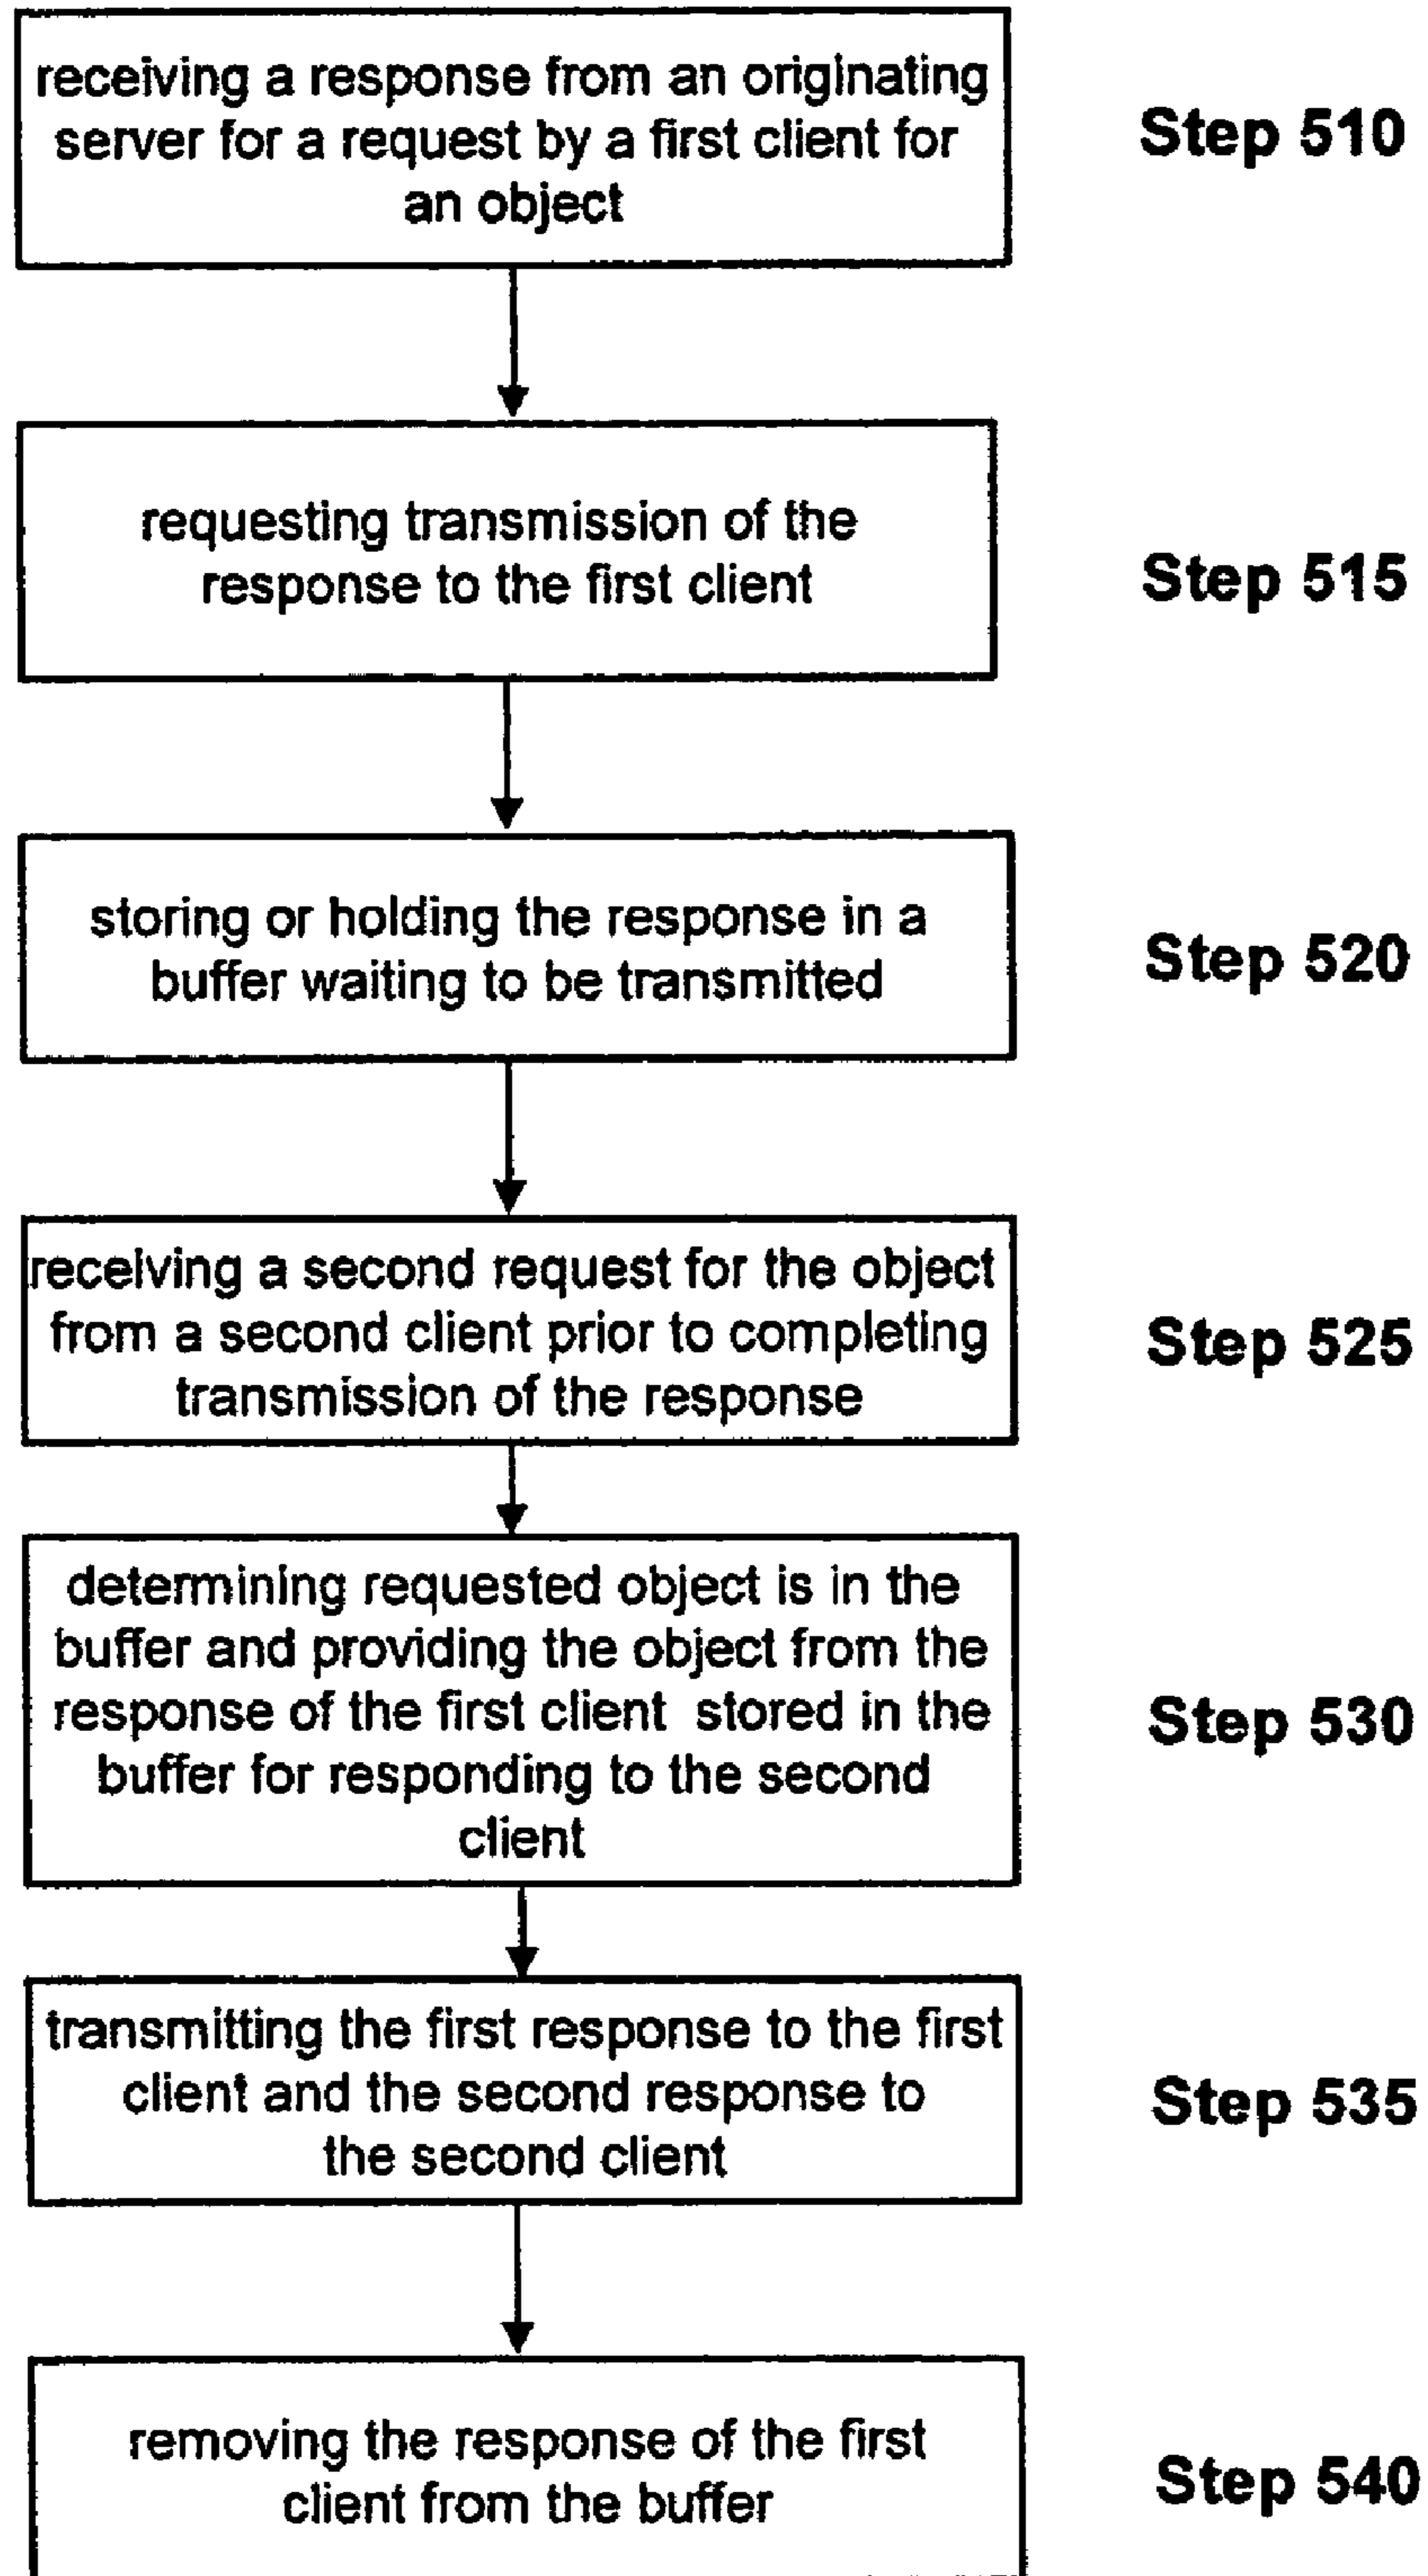 receiving a response from an originating
server for a request by a first client for
an object
Step 510
requesting transmission of the
response to the first client
Step 515
storing or holding the response in a
buffer waiting to be transmitted
Step 520
receiving a second request for the object
from a second client prior to completing
transmission of the response
Step 525
determining requested object is in the
buffer and providing the object from the
response of the first client stored in the
buffer for responding to the second
client
Step 530
transmitting the first response to the first
client and the second response to
the second client
Step 535
removing the response of the first
client from the buffer
Step 540